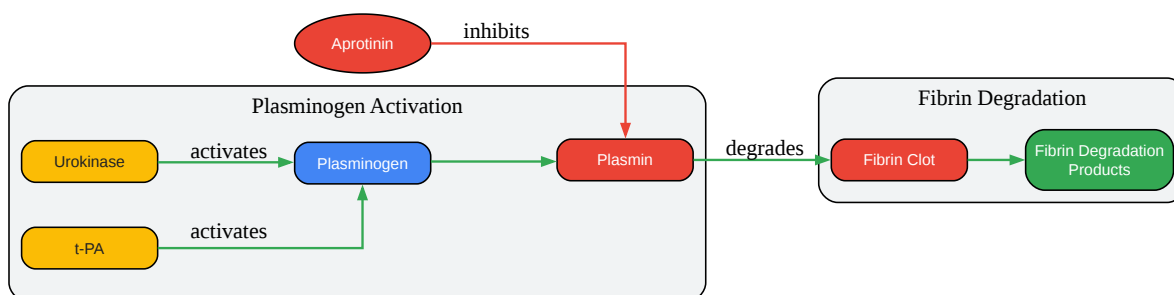 Aprotinin
inhibits
Plasminogen Activation
Urokinase
activates
Plasminogen
Plasmin
t-PA
activates
degrades
Fibrin Degradation
Fibrin Clot
Fibrin Degradation
Products